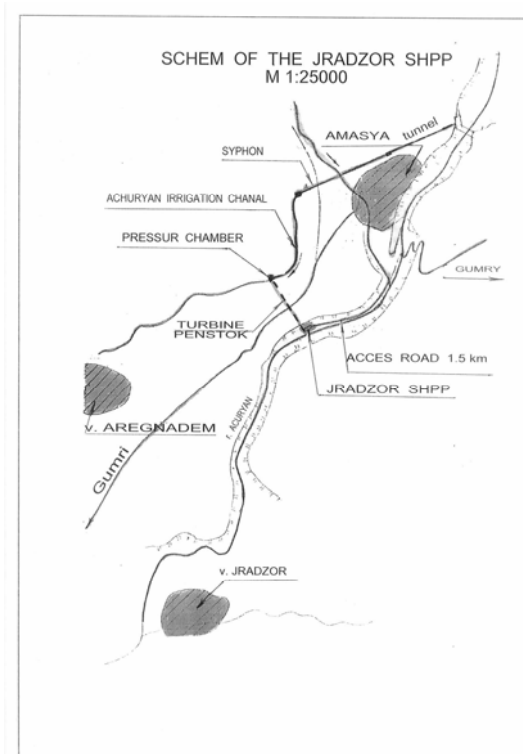 SCHEM OF THE JRADZOR SHPP
M 1:25000
AMASYA tunnel
SYPHON
ACHURYAN IRRIGATION CHANAL
PRESSUR CHAMBER
GUMRY
TURBINE
PENSTOK
ACCES ROAD 1.5 km
JRADZOR SHPP
v. AREGNADEM
r. ACURYAN
Gumri
v. JRADZOR